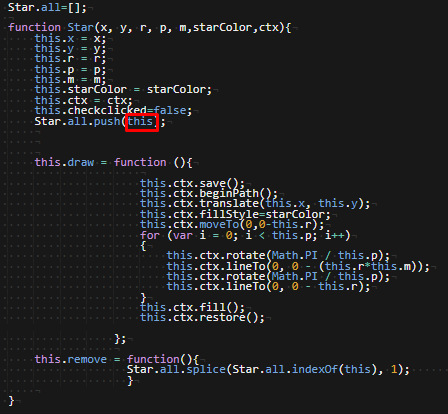 Star.all=[];
function Star(x, y, r, p, m,starColor,ctx){
this.x = x;
this.y = y;
this.r = r;
this.p = p;
this.m = m;
this.starColor = starColor;
this.ctx = ctx;
this.checkclicked=false;
Star.all.push(this);
this.draw = function (){
this.ctx.save();
this.ctx.beginPath();
this.ctx.translate(this.x, this.y);
this.ctx.fillStyle=starColor;
this.ctx.moveTo(0,0-this.r);
for (var i = 0; i < this.p; i++)
{
this.ctx.rotate(Math.PI / this.p);
this.ctx.lineTo(0, 0 - (this.r*this.m));
this.ctx.rotate(Math.PI / this.p);
this.ctx.lineTo(0, 0 - this.r);
}
this.ctx.fill();
this.ctx.restore();
};
this.remove = function(){
Star.all.splice(Star.all.indexOf(this), 1);
}
}